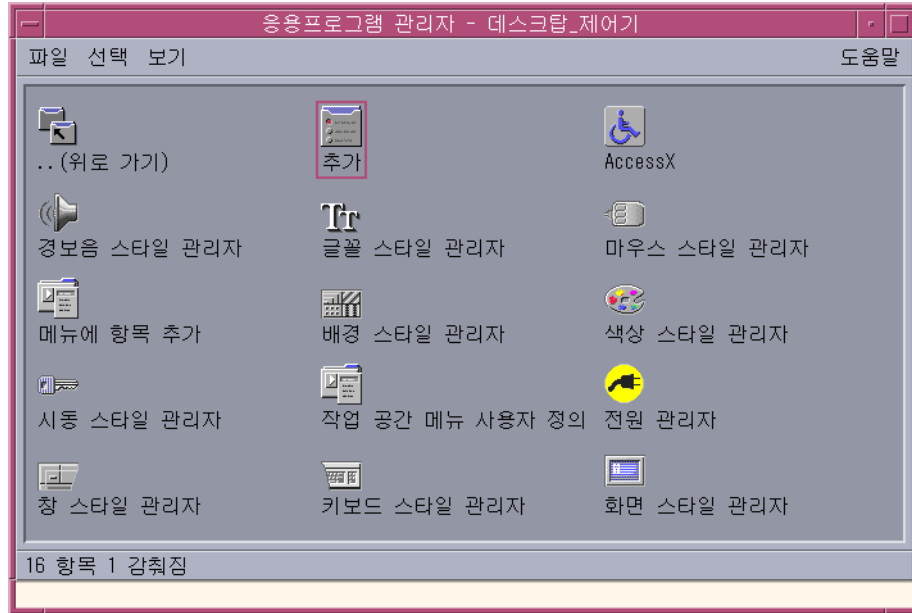 응용프로그램 관리자 - 데스크탑_제어기
파일 선택 보기 도움말
..(위로 가기) 추가 AccessX
경보음 스타일 관리자 글꼴 스타일 관리자 마우스 스타일 관리자
메뉴에 항목 추가 배경 스타일 관리자 색상 스타일 관리자
시동 스타일 관리자 작업 공간 메뉴 사용자 정의 전원 관리자
창 스타일 관리자 키보드 스타일 관리자 화면 스타일 관리자
16 항목 1 감춰짐